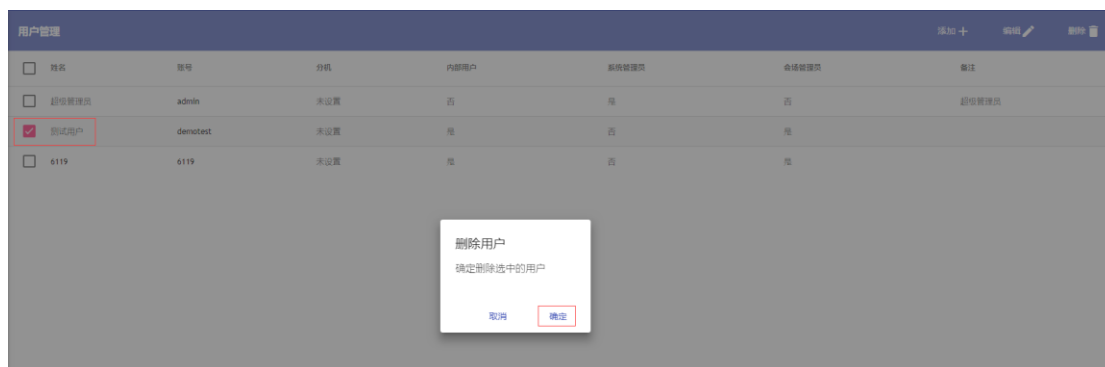 用户管理 添加 编辑 删除
姓名 账号 分机 内部用户 系统管理员 会场管理员 备注
超级管理员 admin 未设置 否 是 否 超级管理员
测试用户 demotest 未设置 是 否 是
6119 6119 未设置 是 否 是
删除用户
确定删除选中的用户
取消 确定